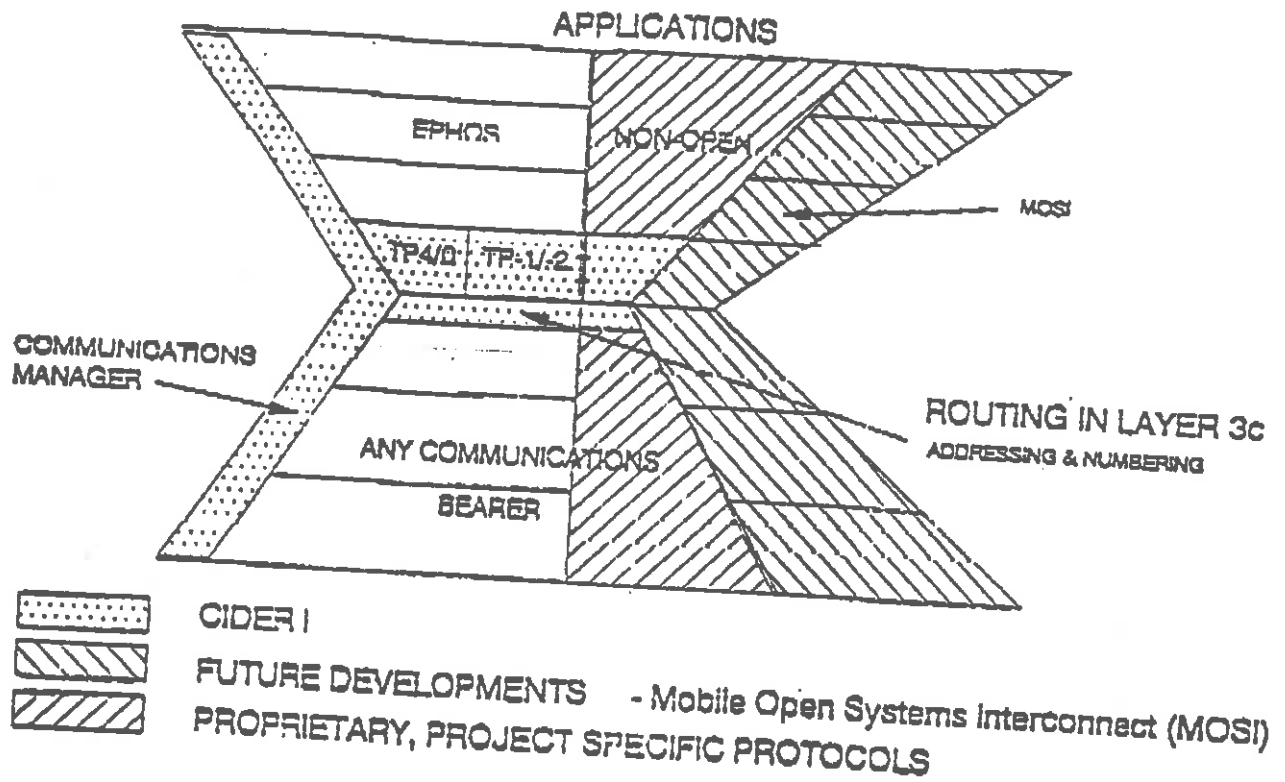 APPLICATIONS
EPHOS
NON-OPEN
MOSI
TP4/0
TP-1/-2
COMMUNICATIONS
MANAGER
ROUTING IN LAYER 3c
ADDRESSING & NUMBERING
ANY COMMUNICATIONS
BEARER
CIDER I
FUTURE DEVELOPMENTS - Mobile Open Systems Interconnect (MOSI)
PROPRIETARY, PROJECT SPECIFIC PROTOCOLS